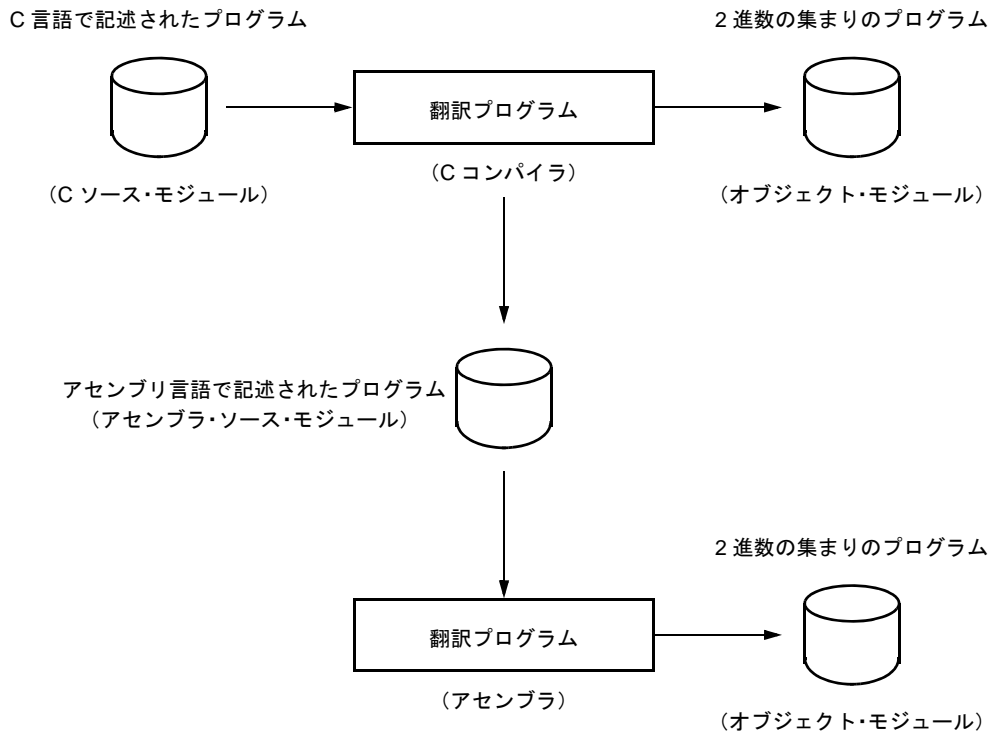 C 言語で記述されたプログラム
2 進数の集まりのプログラム
翻訳プログラム
（C コンパイラ）
（C ソース・モジュール）
（オブジェクト・モジュール）
アセンブリ言語で記述されたプログラム
（アセンブラ・ソース・モジュール）
2 進数の集まりのプログラム
翻訳プログラム
（アセンブラ）
（オブジェクト・モジュール）